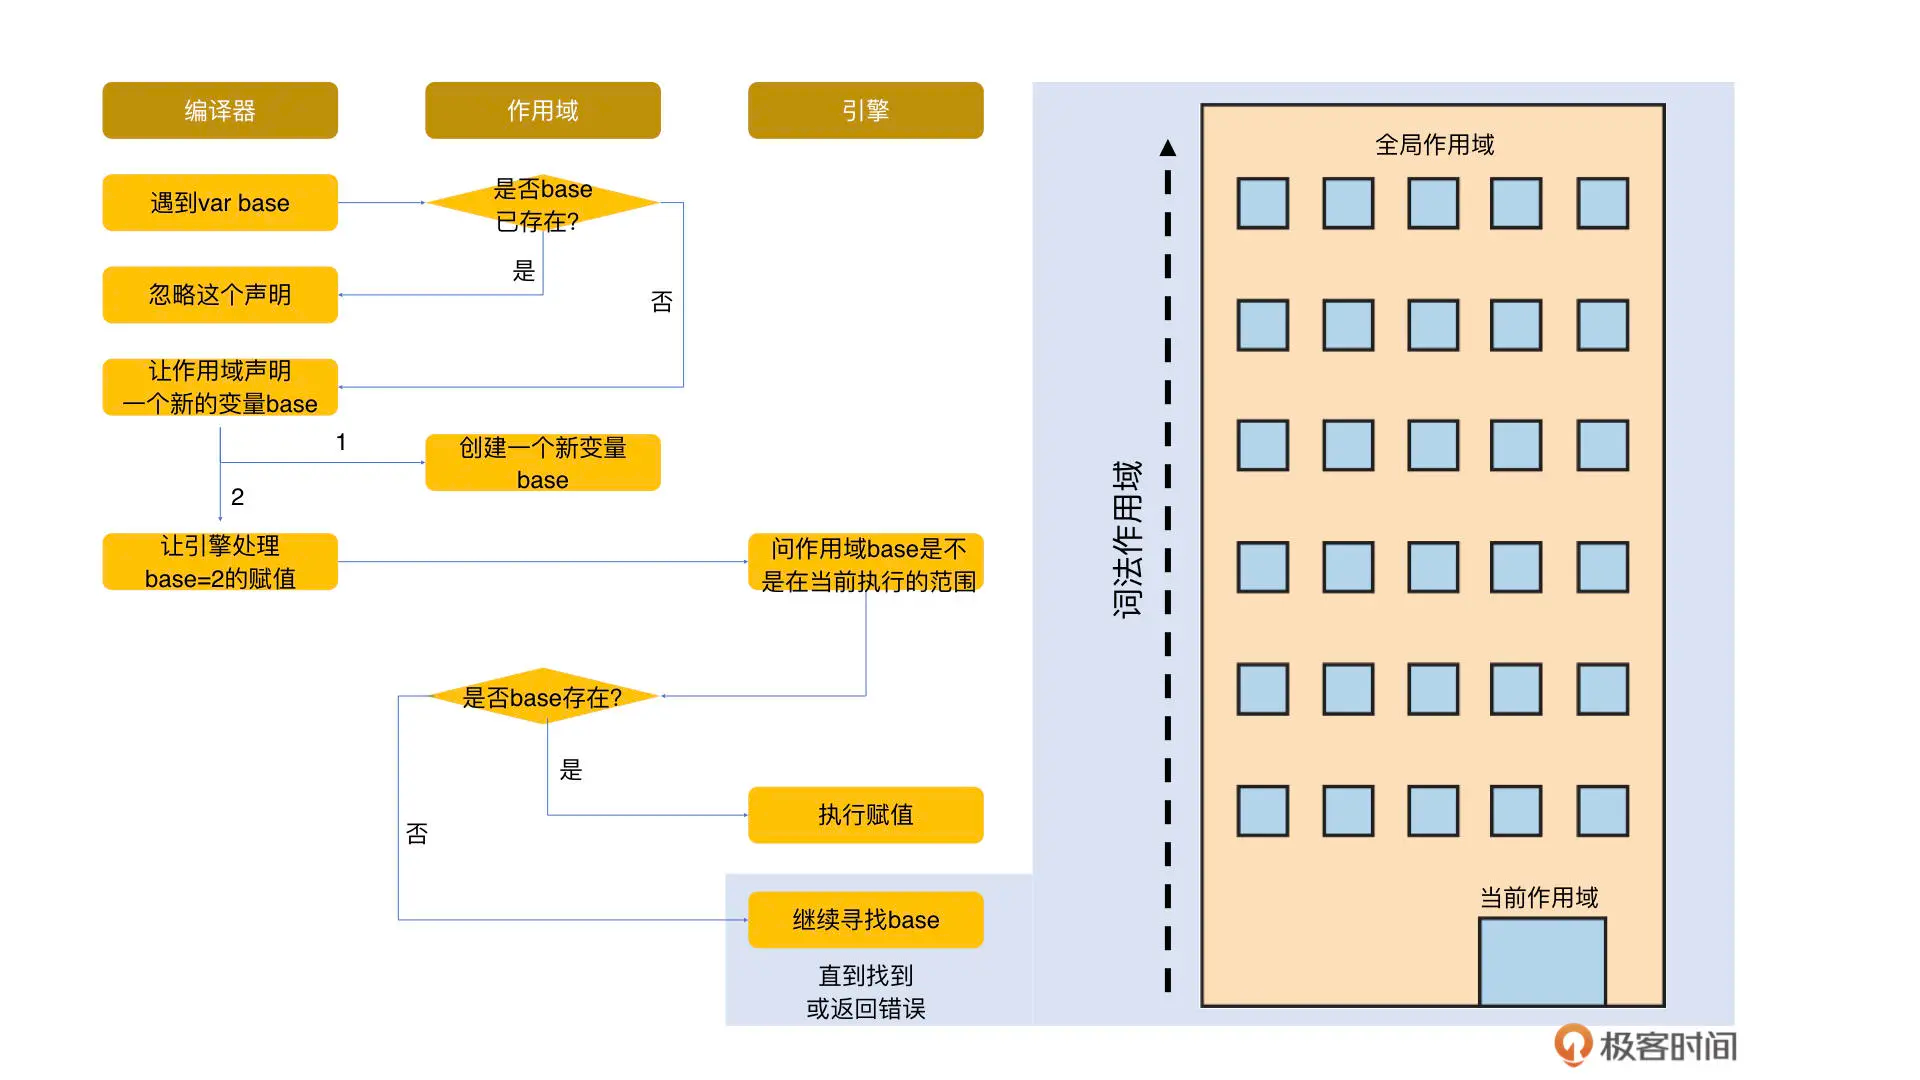 编译器
作用域
引擎
遇到var base
是否base
已存在?
是
否
忽略这个声明
让作用域声明
一个新的变量base
1
创建一个新变量
base
2
让引擎处理
base=2的赋值
问作用域base是不
是在当前执行的范围
是否base存在?
是
否
执行赋值
继续寻找base
直到找到
或返回错误
全局作用域
词法作用域
当前作用域
极客时间